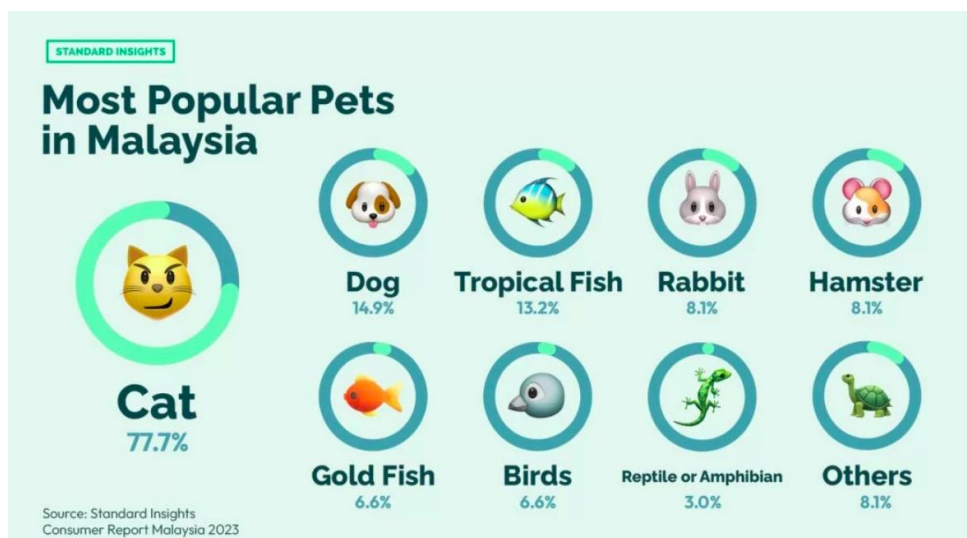 STANDARD INSIGHTS
Most Popular Pets
in Malaysia
Cat
77.7%
Dog
14.9%
Tropical Fish
13.2%
Rabbit
8.1%
Hamster
8.1%
Gold Fish
6.6%
Birds
6.6%
Reptile or Amphibian
3.0%
Others
8.1%
Source: Standard Insights
Consumer Report Malaysia 2023